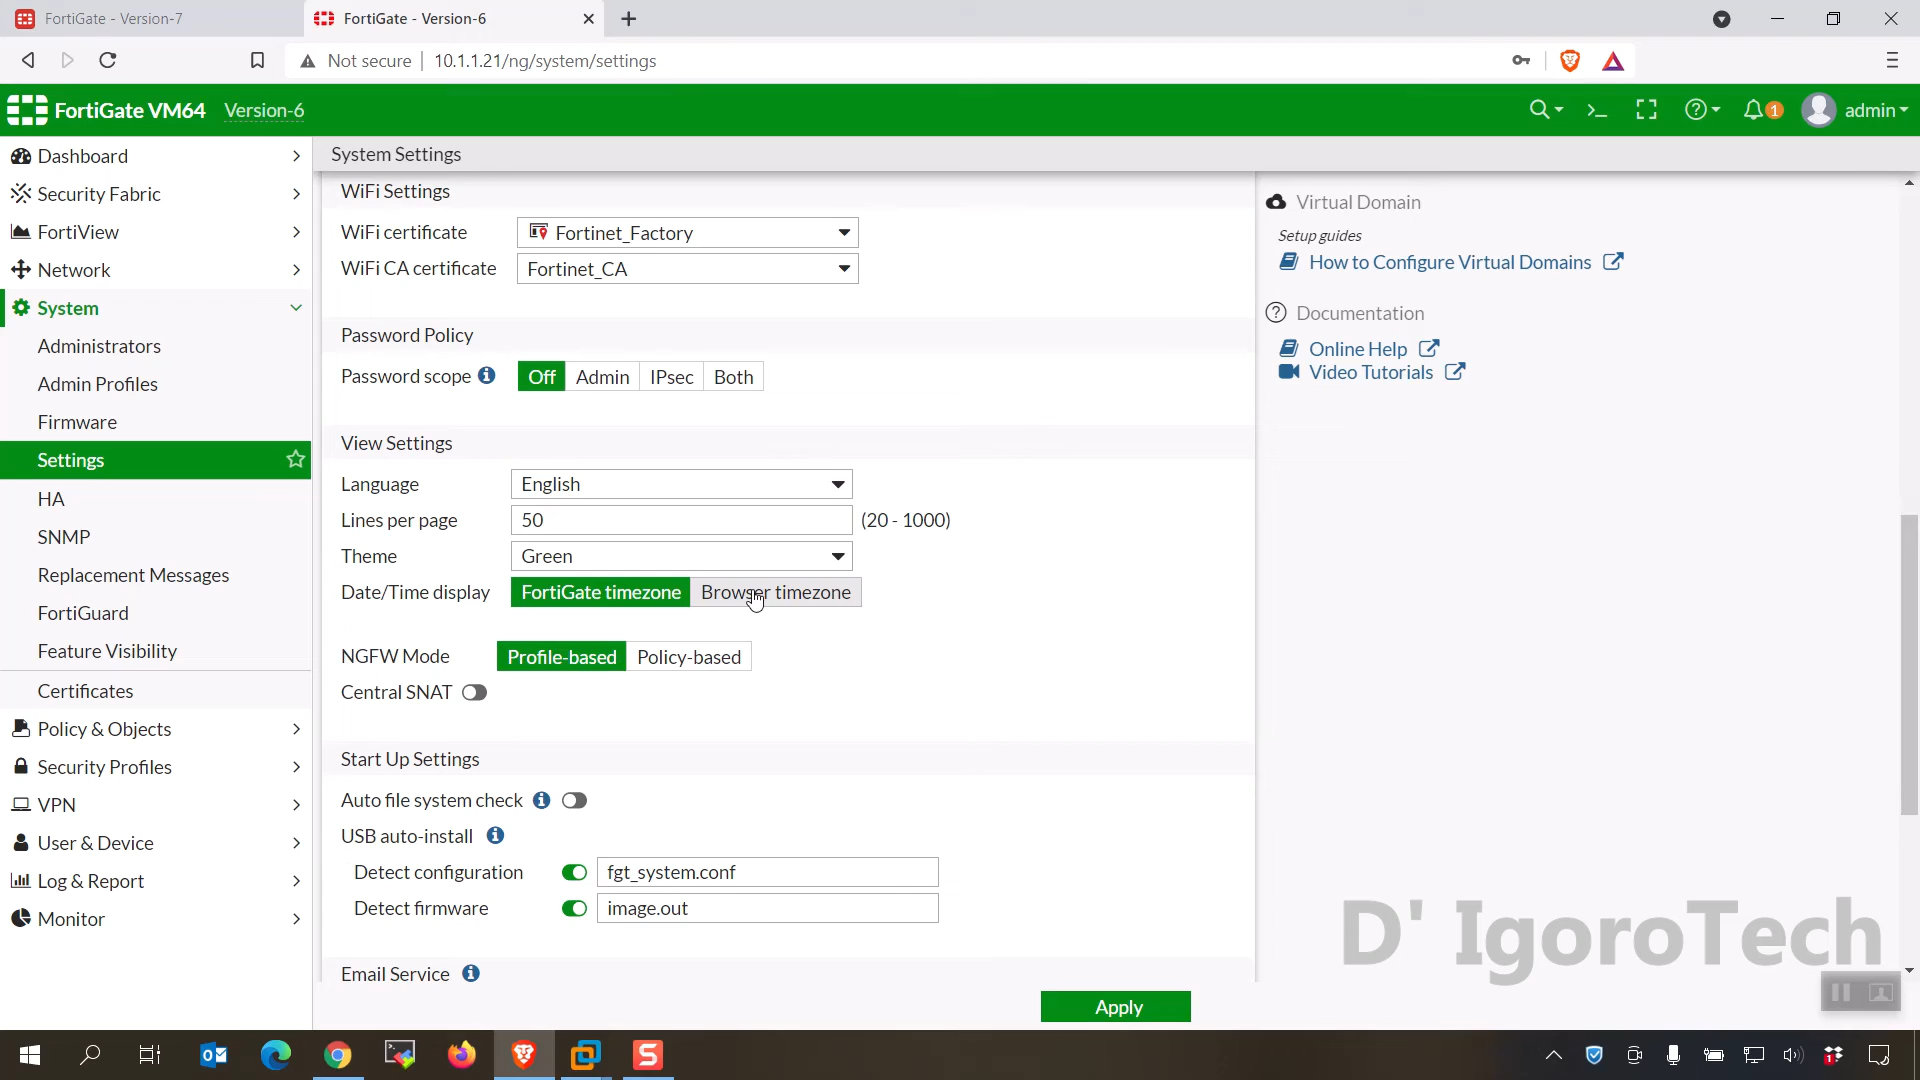 FortiGate - Version-7
FortiGate - Version-6
Not secure
10.1.1.21/ng/system/settings
FortiGate VM64
Version-6
1
admin
Dashboard
Security Fabric
FortiView
Network
System
Administrators
Admin Profiles
Firmware
Settings
HA
SNMP
Replacement Messages
FortiGuard
Feature Visibility
Certificates
Policy & Objects
Security Profiles
VPN
User & Device
Log & Report
Monitor
System Settings
WiFi Settings
WiFi certificate Fortinet_Factory
WiFi CA certificate Fortinet_CA
Password Policy
Password scope Off Admin IPsec Both
View Settings
Language English
Lines per page 50 (20 - 1000)
Theme Green
Date/Time display FortiGate timezone Browser timezone
NGFW Mode Profile-based Policy-based
Central SNAT
Start Up Settings
Auto file system check
USB auto-install
Detect configuration fgt_system.conf
Detect firmware image.out
Email Service
Apply
Virtual Domain
Setup guides
How to Configure Virtual Domains
Documentation
Online Help
Video Tutorials
D' IgoroTech